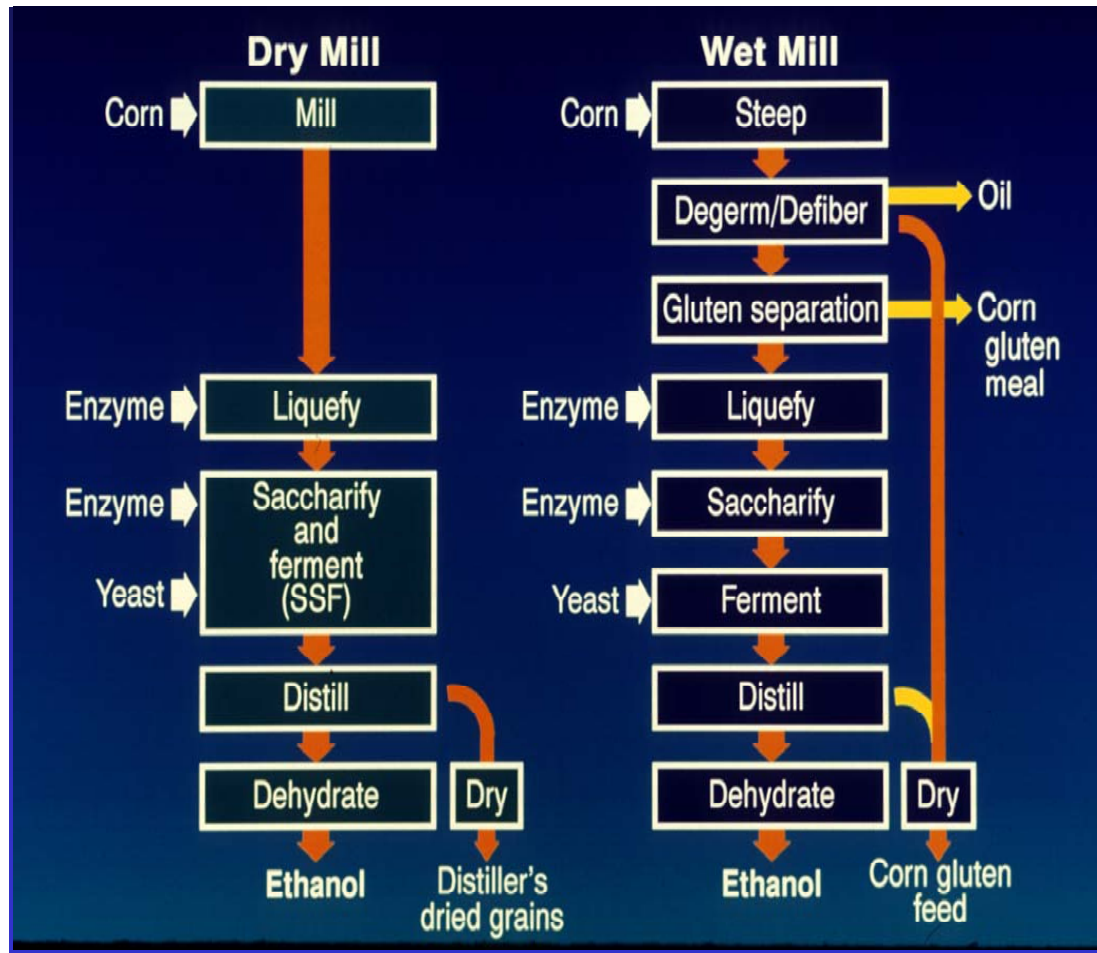 Dry Mill
Corn
Mill
Enzyme
Liquefy
Enzyme
Yeast
Saccharify
and
ferment
(SSF)
Distill
Dehydrate
Dry
Ethanol
Distiller's
dried grains
Wet Mill
Corn
Steep
Degerm/Defiber
Oil
Gluten separation
Corn
gluten
meal
Enzyme
Liquefy
Enzyme
Saccharify
Yeast
Ferment
Distill
Dehydrate
Dry
Ethanol
Corn gluten
feed